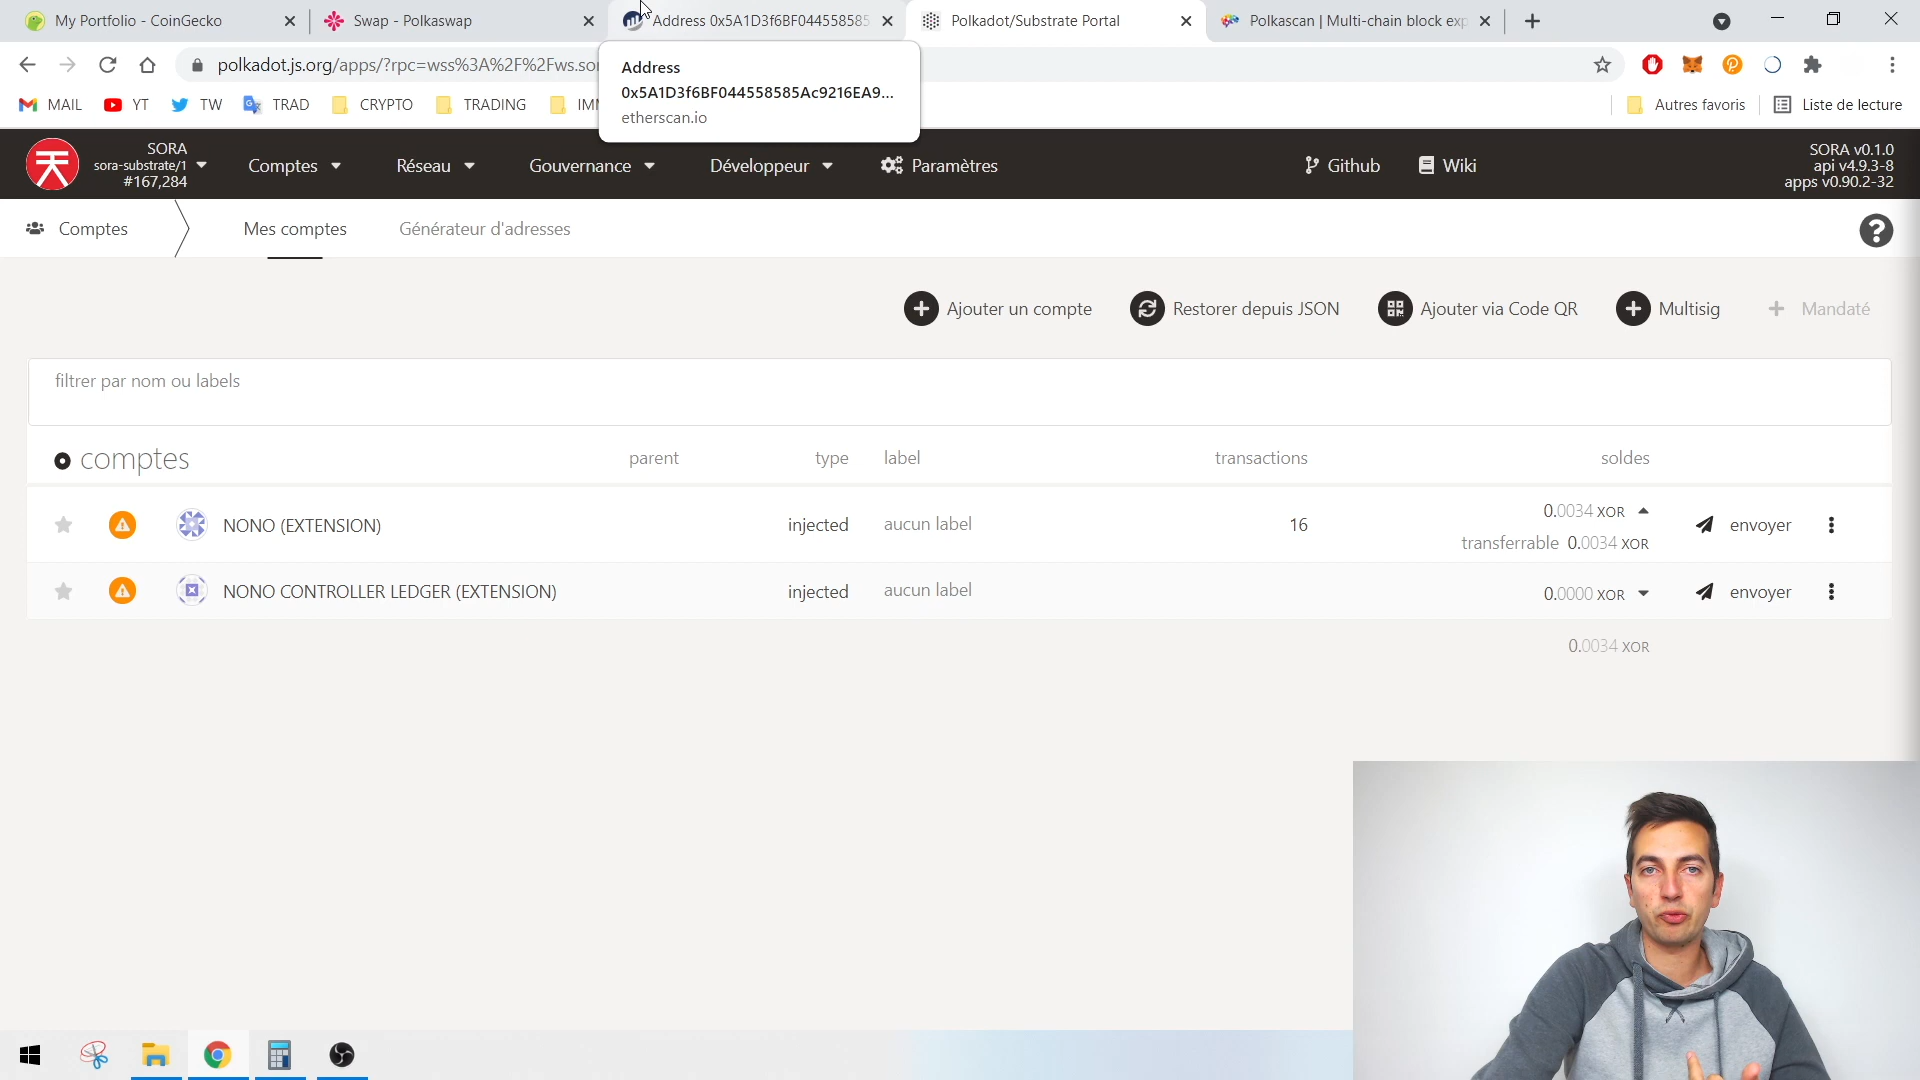 My Portfolio - CoinGecko
Swap - Polkaswap
Address 0x5A1D3f6BF044558585
Polkadot/Substrate Portal
Polkascan | Multi-chain block exp
polkadot.js.org/apps/?rpc=wss%3A%2F%2Fws.sor
Address
0x5A1D3f6BF044558585Ac9216EA9...
etherscan.io
MAIL
YT
TW
TRAD
CRYPTO
TRADING
Autres favoris
Liste de lecture
SORA
sora-substrate/1
#167,284
Comptes
Réseau
Gouvernance
Développeur
Paramètres
Github
Wiki
SORA v0.1.0
api v4.9.3-8
apps v0.90.2-32
Comptes
Mes comptes
Générateur d'adresses
Ajouter un compte
Restorer depuis JSON
Ajouter via Code QR
Multisig
Mandaté
filtrer par nom ou labels
comptes
parent
type
label
transactions
soldes
NONO (EXTENSION)
injected
aucun label
16
0.0034 XOR
transferrable 0.0034 XOR
envoyer
NONO CONTROLLER LEDGER (EXTENSION)
injected
aucun label
0.0000 XOR
envoyer
0.0034 XOR